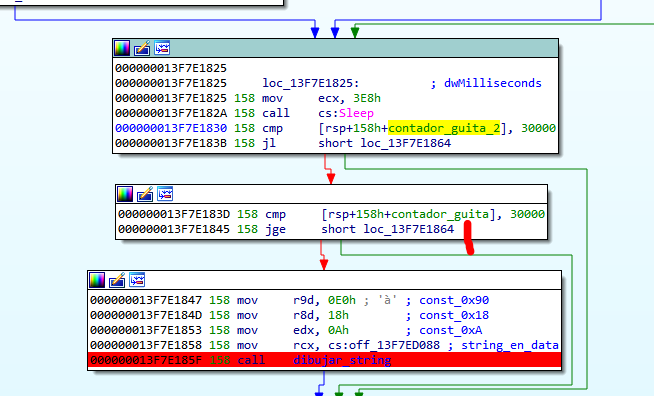 000000013F7E1825
000000013F7E1825 loc_13F7E1825: ; dwMilliseconds
000000013F7E1825 158 mov ecx, 3E8h
000000013F7E182A 158 call cs:Sleep
000000013F7E1830 158 cmp [rsp+158h+contador_guita_2], 30000
000000013F7E183B 158 jl short loc_13F7E1864
000000013F7E183D 158 cmp [rsp+158h+contador_guita], 30000
000000013F7E1845 158 jge short loc_13F7E1864
000000013F7E1847 158 mov r9d, 0E0h ; 'à' ; const_0x90
000000013F7E184D 158 mov r8d, 18h ; const_0x18
000000013F7E1853 158 mov edx, 0Ah ; const_0xA
000000013F7E1858 158 mov rcx, cs:off_13F7ED088 ; string_en_data
000000013F7E185F 158 call dibujar_string